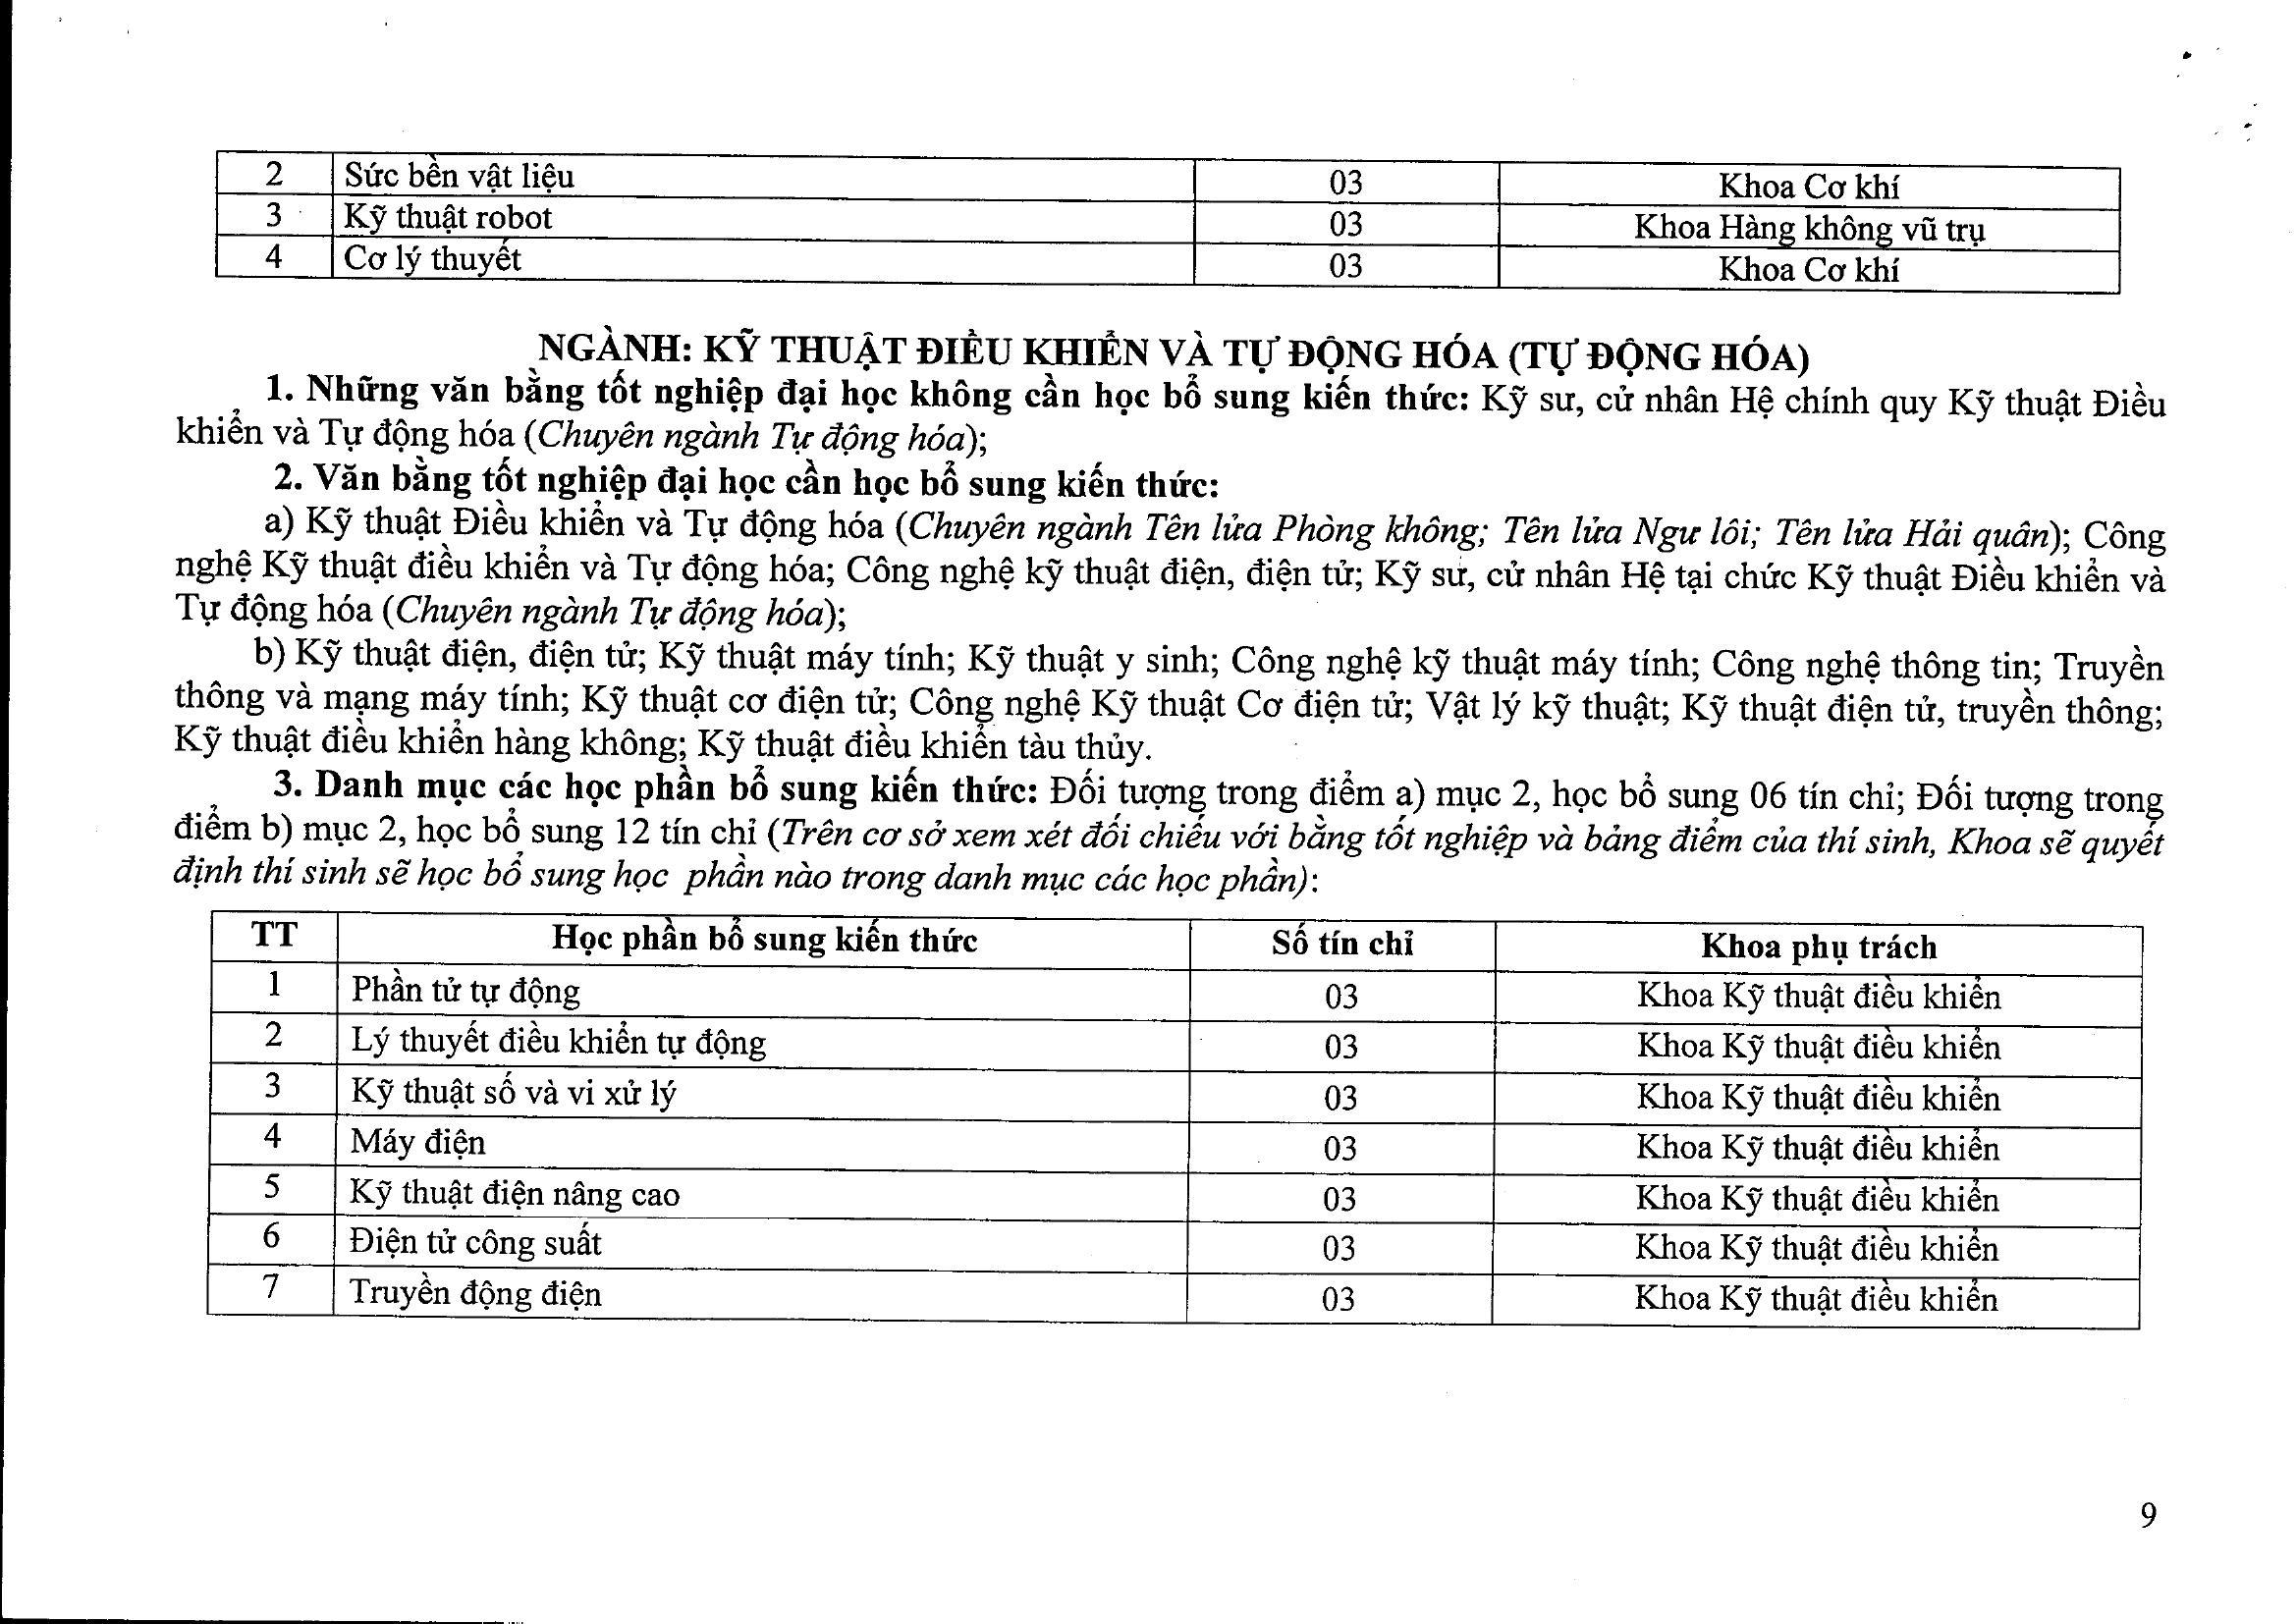 2 Sức bền vật liệu 03 Khoa Cơ khí
3 Kỹ thuật robot 03 Khoa Hàng không vũ trụ
4 Cơ lý thuyết 03 Khoa Cơ khí
NGÀNH: KỸ THUẬT ĐIỀU KHIỂN VÀ TỰ ĐỘNG HÓA (TỰ ĐỘNG HÓA)
1. Những văn bằng tốt nghiệp đại học không cần học bổ sung kiến thức: Kỹ sư, cử nhân Hệ chính quy Kỹ thuật Điều
khiển và Tự động hóa (Chuyên ngành Tự động hóa);
2. Văn bằng tốt nghiệp đại học cần học bổ sung kiến thức:
a) Kỹ thuật Điều khiển và Tự động hóa (Chuyên ngành Tên lửa Phòng không; Tên lửa Ngư lôi; Tên lửa Hải quân); Công
nghệ Kỹ thuật điều khiển và Tự động hóa; Công nghệ kỹ thuật điện, điện tử; Kỹ sư, cử nhân Hệ tại chức Kỹ thuật Điều khiển và
Tự động hóa (Chuyên ngành Tự động hóa);
b) Kỹ thuật điện, điện tử; Kỹ thuật máy tính; Kỹ thuật y sinh; Công nghệ kỹ thuật máy tính; Công nghệ thông tin; Truyền
thông và mạng máy tính; Kỹ thuật cơ điện tử; Công nghệ Kỹ thuật Cơ điện tử; Vật lý kỹ thuật; Kỹ thuật điện tử, truyền thông;
Kỹ thuật điều khiển hàng không; Kỹ thuật điều khiển tàu thủy.
3. Danh mục các học phần bổ sung kiến thức: Đối tượng trong điểm a) mục 2, học bổ sung 06 tín chỉ; Đối tượng trong
điểm b) mục 2, học bổ sung 12 tín chỉ (Trên cơ sở xem xét đối chiếu với bằng tốt nghiệp và bảng điểm của thí sinh, Khoa sẽ quyết
định thí sinh sẽ học bổ sung học phần nào trong danh mục các học phần):
TT Học phần bổ sung kiến thức Số tín chỉ Khoa phụ trách
1 Phần tử tự động 03 Khoa Kỹ thuật điều khiển
2 Lý thuyết điều khiển tự động 03 Khoa Kỹ thuật điều khiển
3 Kỹ thuật số và vi xử lý 03 Khoa Kỹ thuật điều khiển
4 Máy điện 03 Khoa Kỹ thuật điều khiển
5 Kỹ thuật điện nâng cao 03 Khoa Kỹ thuật điều khiển
6 Điện tử công suất 03 Khoa Kỹ thuật điều khiển
7 Truyền động điện 03 Khoa Kỹ thuật điều khiển
9